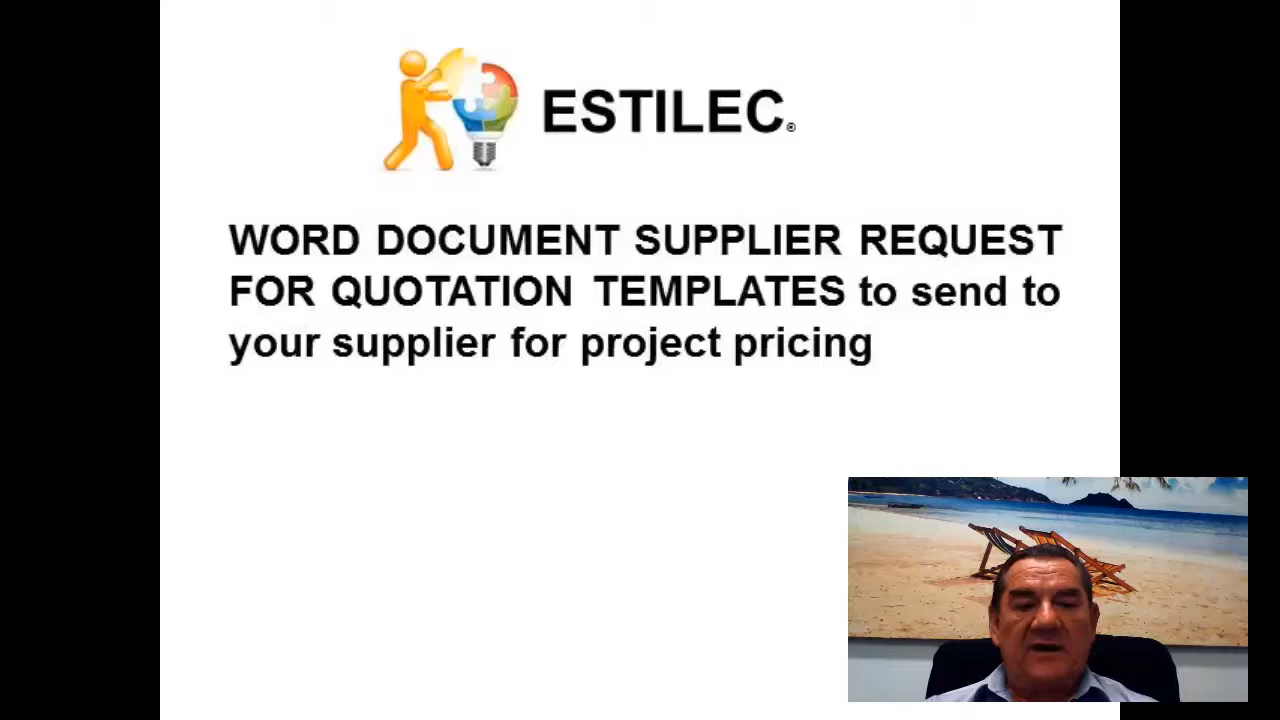 ESTILEC®
WORD DOCUMENT SUPPLIER REQUEST
FOR QUOTATION TEMPLATES to send to
your supplier for project pricing